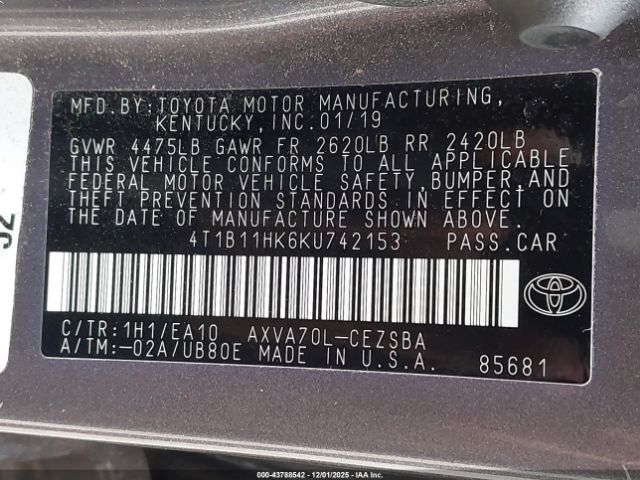 MFD.BY:TOYOTA MOTOR MANUFACTURING,
KENTUCKY,INC.01/19
GVWR 4475LB GAWR FR 2620LB RR 2420LB
THIS VEHICLE CONFORMS TO ALL APPLICABLE
FEDERAL MOTOR VEHICLE SAFETY,BUMPER,AND
THEFT PREVENTION STANDARDS IN EFFECT ON
THE DATE OF MANUFACTURE SHOWN ABOVE.
4T1B11HK6KU742153 PASS.CAR
C/TR:1H1/EA10 AXVA70L-CEZSBA
A/TM:-02A/UB80E MADE IN U.S.A. 85681
000-43788542 - 12/01/2025 - IAAI.COM